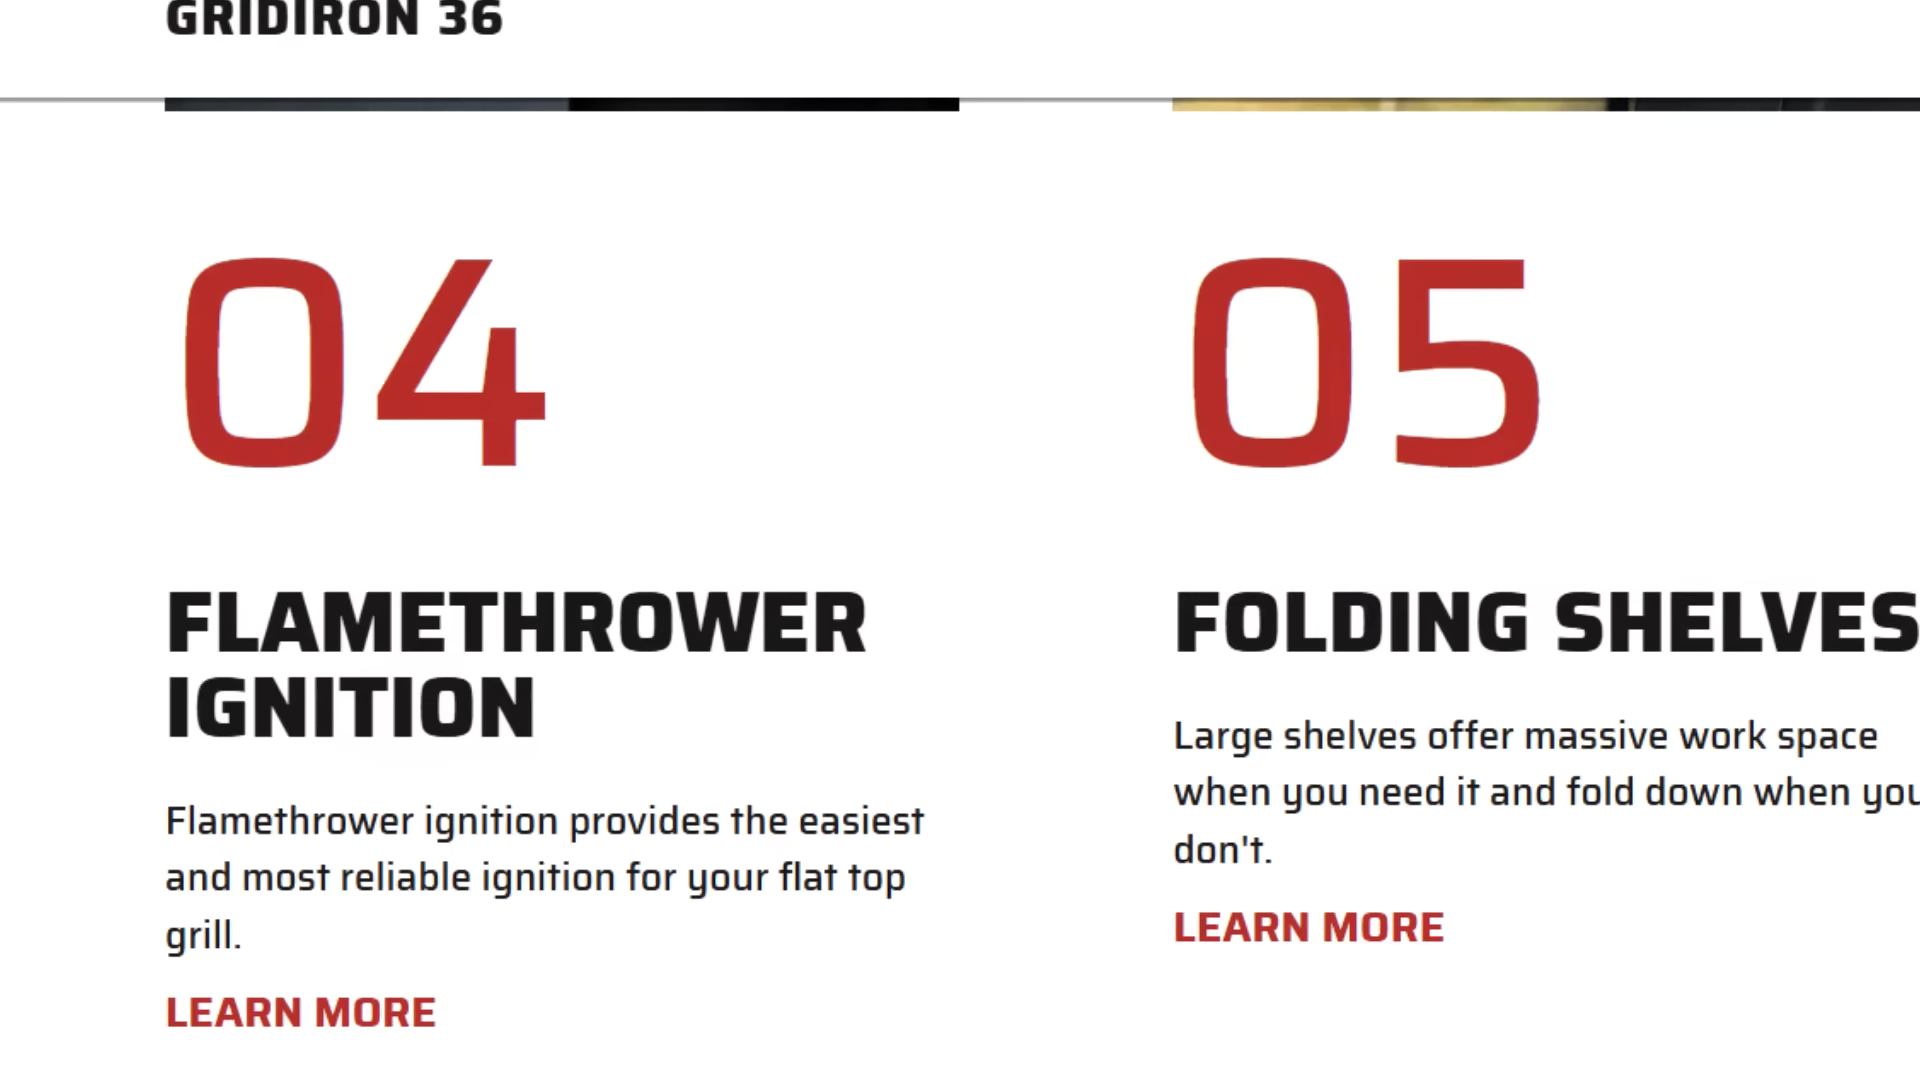 GRIDIRON 36
04
FLAMETHROWER
IGNITION
Flamethrower ignition provides the easiest
and most reliable ignition for your flat top
grill.
LEARN MORE
05
FOLDING SHELVES
Large shelves offer massive work space
when you need it and fold down when you
don't.
LEARN MORE